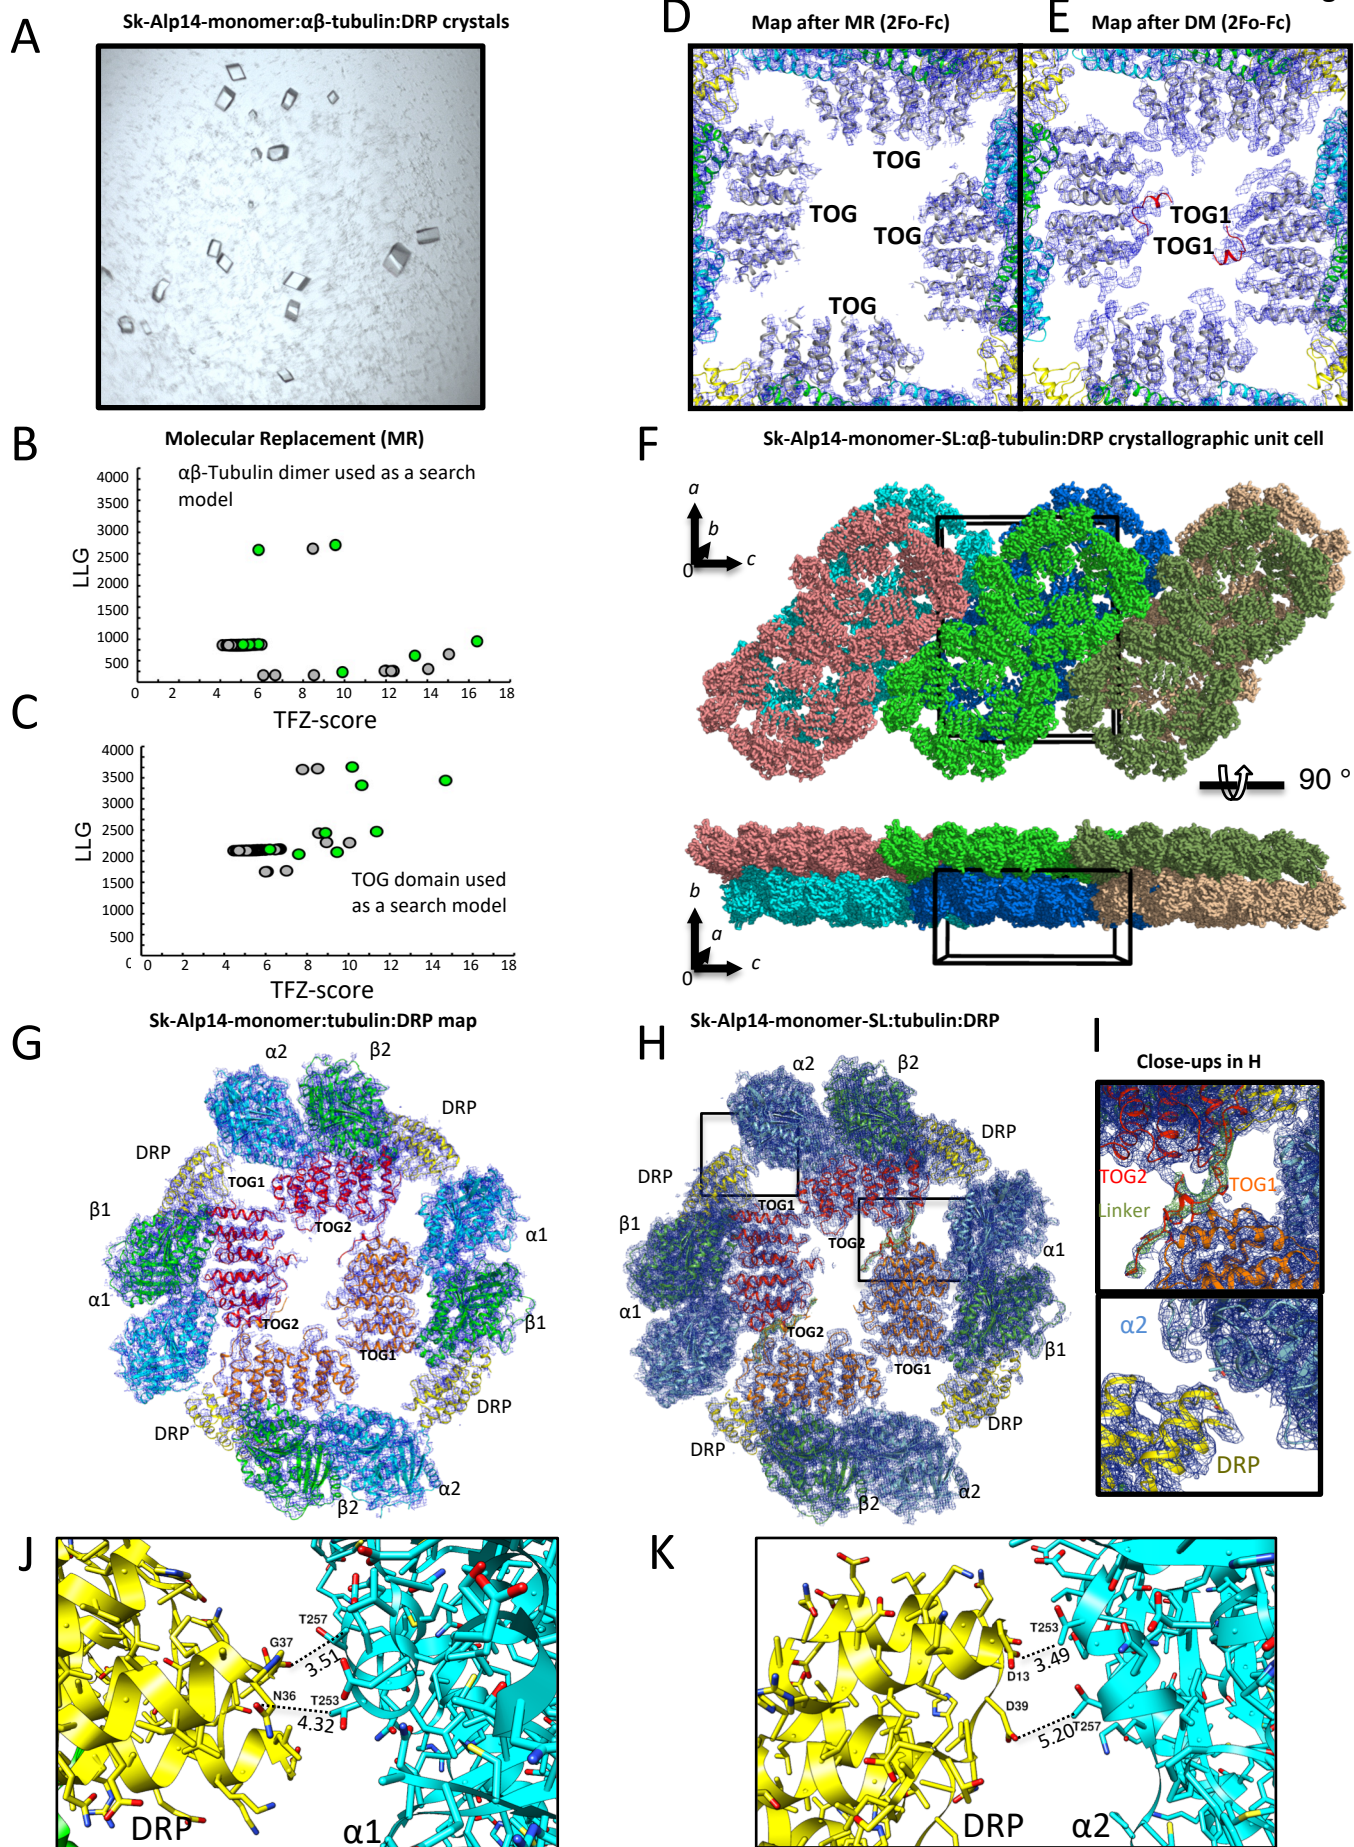 A
Sk-Alp14-monomer:αβ-tubulin:DRP crystals
D
Map after MR (2Fo-Fc)
E
Map after DM (2Fo-Fc)
TOG
TOG
TOG
TOG
TOG1
TOG1
B
Molecular Replacement (MR)
αβ-Tubulin dimer used as a search
model
4000
3500
3000
2500
2000
1500
1000
500
LLG
0 2 4 6 8 10 12 14 16 18
TFZ-score
C
4000
3500
3000
2500
2000
1500
1000
500
0
LLG
TOG domain used
as a search model
0 2 4 6 8 10 12 14 16 18
TFZ-score
F
Sk-Alp14-monomer-SL:αβ-tubulin:DRP crystallographic unit cell
a
b
0
c
90 °
b
a
0
c
G
Sk-Alp14-monomer:tubulin:DRP map
α2
β2
DRP
DRP
TOG1
β1
TOG2
α1
α1
TOG2
β1
TOG1
DRP
DRP
β2
α2
H
Sk-Alp14-monomer-SL:tubulin:DRP
α2
β2
DRP
DRP
TOG1
β1
TOG2
α1
α1
TOG2
β1
TOG1
DRP
DRP
β2
α2
I
Close-ups in H
TOG2
TOG1
Linker
α2
DRP
J
T257
G37
3.51
N36
T253
4.32
DRP
α1
K
T253
3.49
D13
D39
5.20
T257
DRP
α2